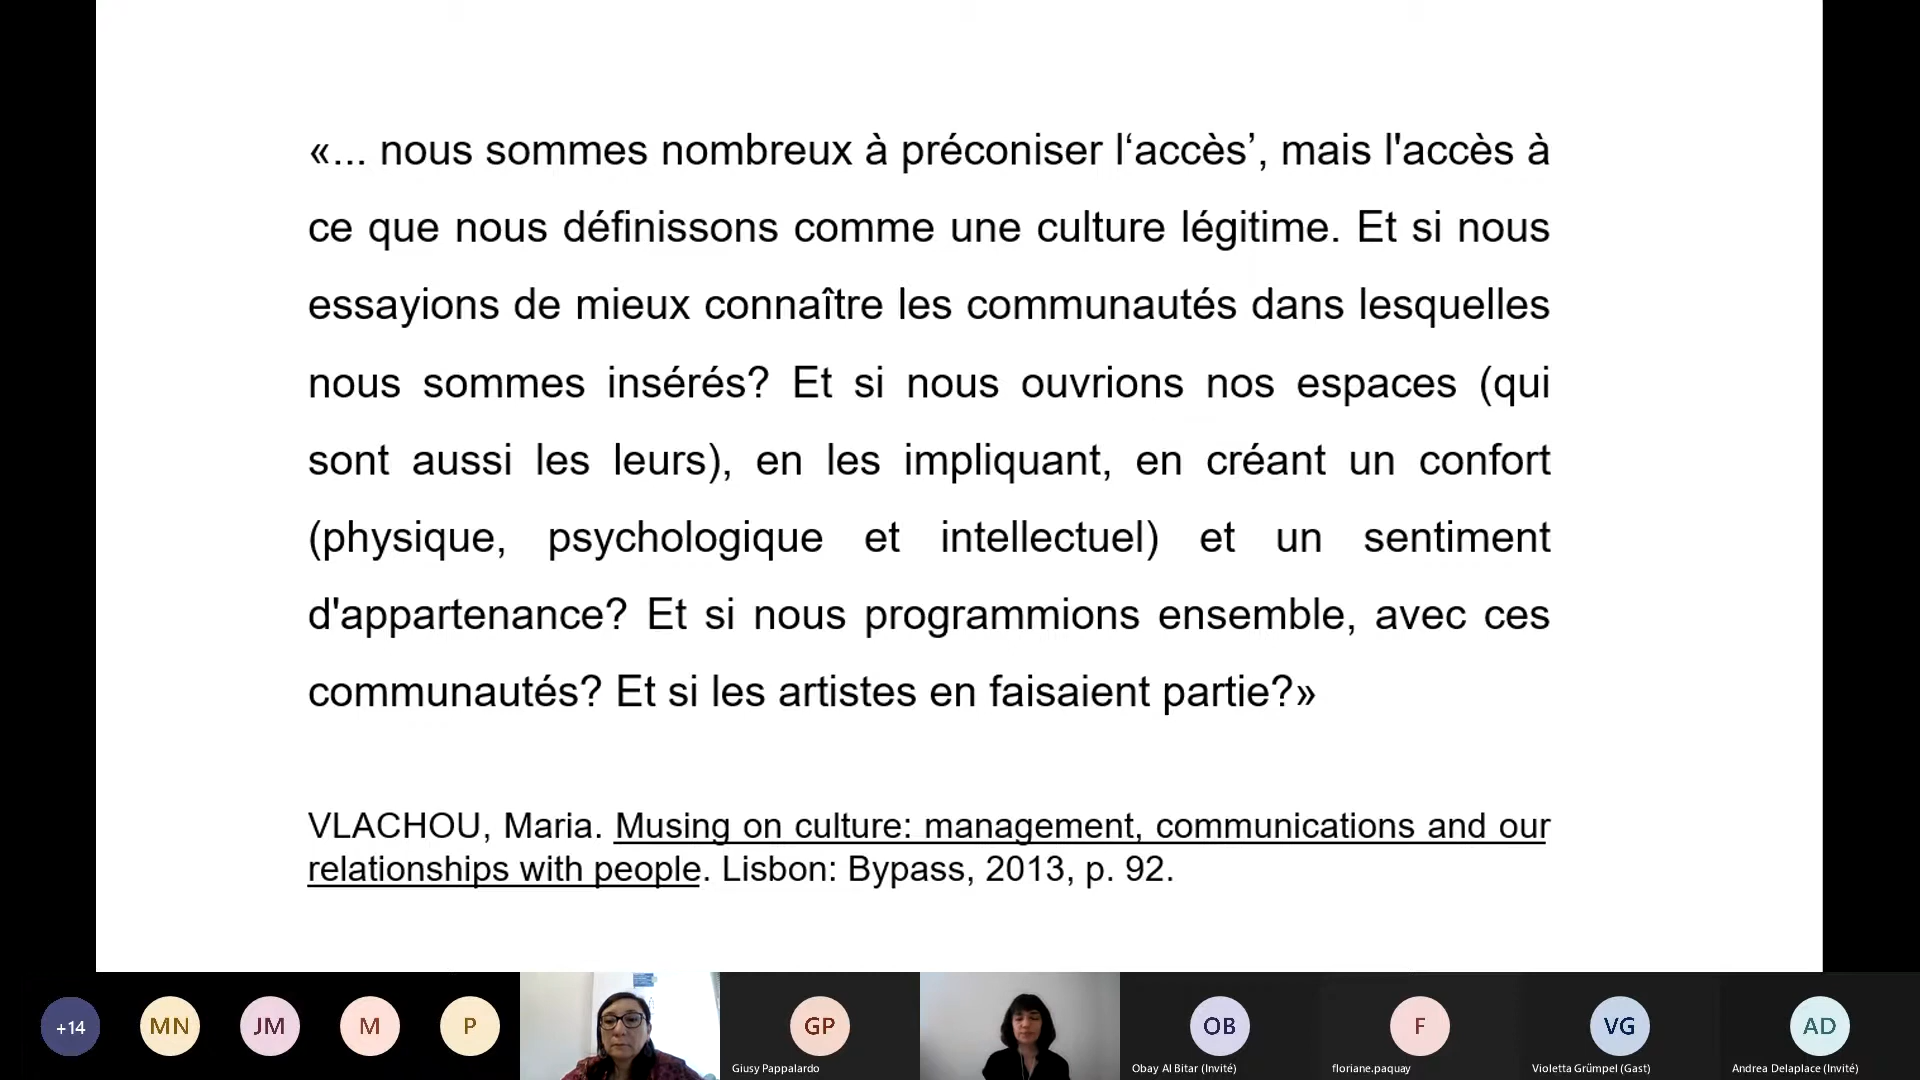 «... nous sommes nombreux à préconiser l‘accès’, mais l'accès à
ce que nous définissons comme une culture légitime. Et si nous
essayions de mieux connaître les communautés dans lesquelles
nous sommes insérés? Et si nous ouvrions nos espaces (qui
sont aussi les leurs), en les impliquant, en créant un confort
(physique, psychologique et intellectuel) et un sentiment
d'appartenance? Et si nous programmions ensemble, avec ces
communautés? Et si les artistes en faisaient partie?»
VLACHOU, Maria. Musing on culture: management, communications and our
relationships with people. Lisbon: Bypass, 2013, p. 92.
+14
MN
JM
M
P
GP
Giusy Pappalardo
OB
Obay Al Bitar (Invité)
F
floriane.paquay
VG
Violetta Grümpel (Gast)
AD
Andrea Delaplace (Invité)